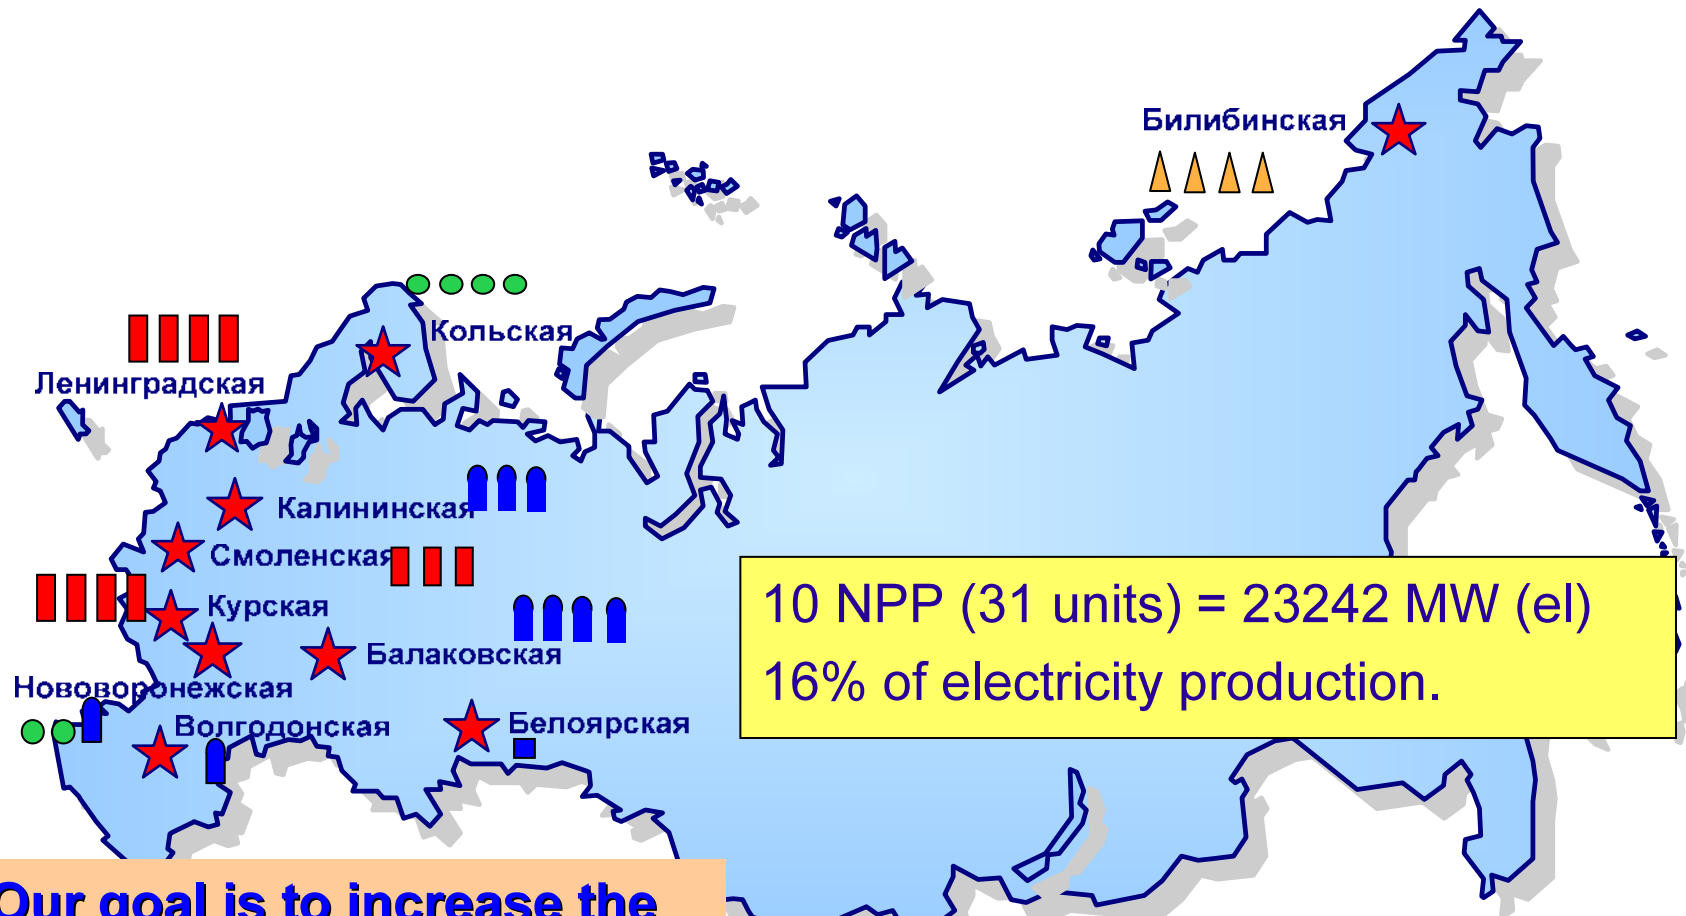 Билибинская
Кольская
Ленинградская
Калининская
Смоленская
Курская
Балаковская
Нововоронежская
Волгодонская
Белоярская
10 NPP (31 units) = 23242 MW (el)
16% of electricity production.
Our goal is to increase the